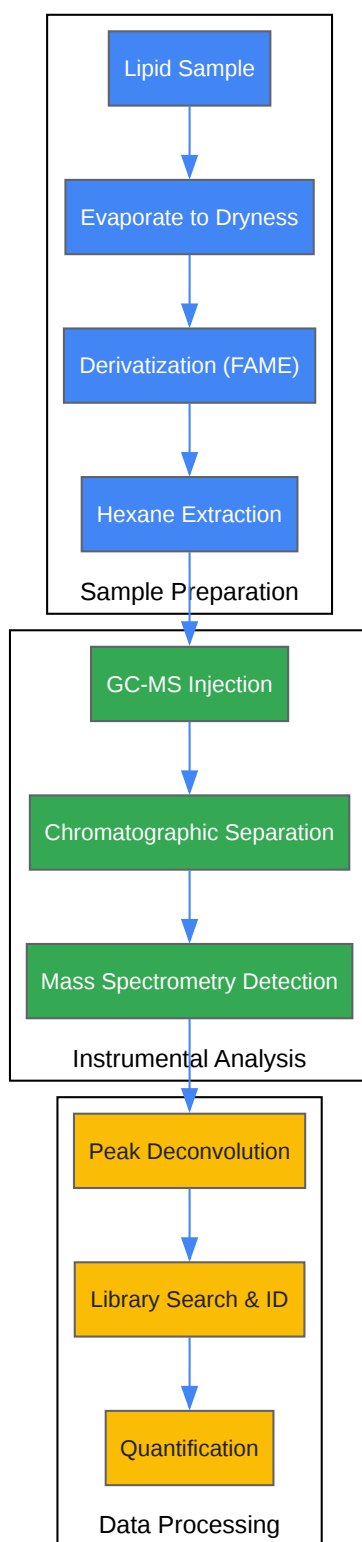 Lipid Sample
Evaporate to Dryness
Derivatization (FAME)
Hexane Extraction
Sample Preparation
GC-MS Injection
Chromatographic Separation
Mass Spectrometry Detection
Instrumental Analysis
Peak Deconvolution
Library Search & ID
Quantification
Data Processing